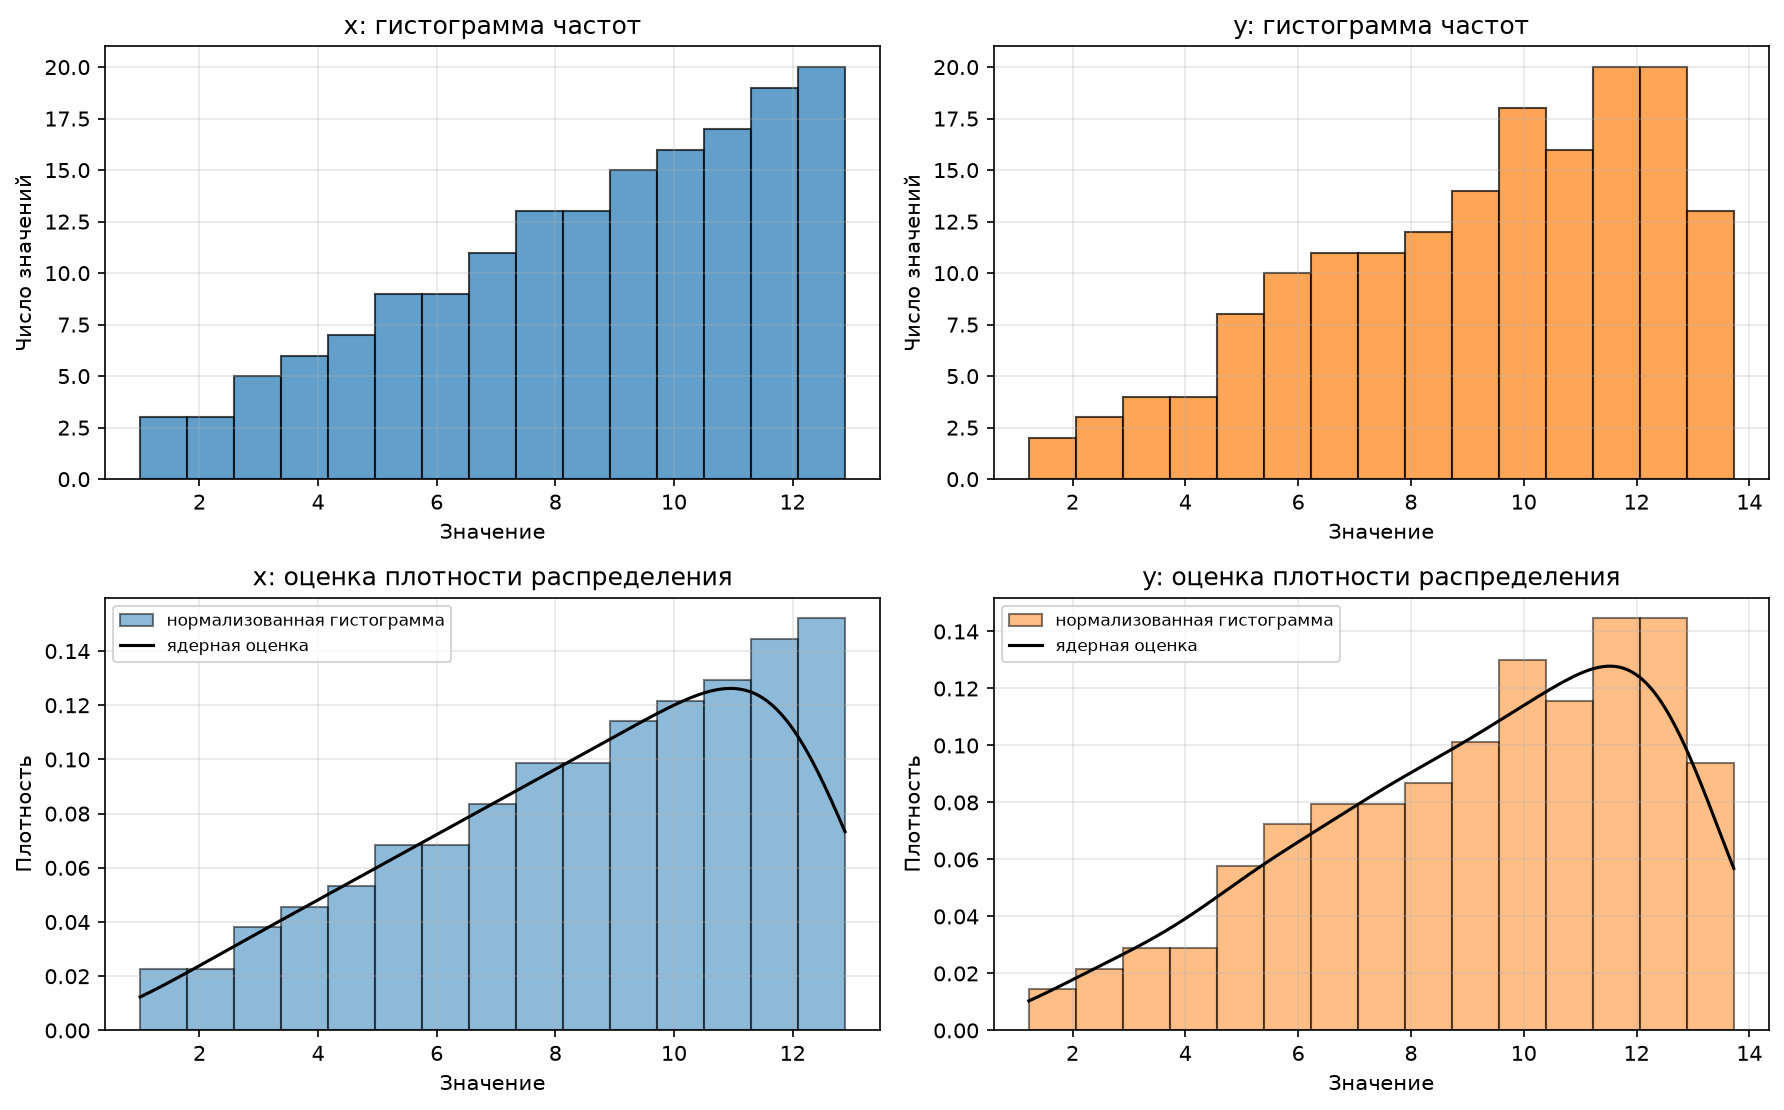 x: гистограмма частот
20.0
17.5
15.0
12.5
10.0
7.5
5.0
2.5
0.0
Число значений
2 4 6 8 10 12
Значение
y: гистограмма частот
20.0
17.5
15.0
12.5
10.0
7.5
5.0
2.5
0.0
Число значений
2 4 6 8 10 12 14
Значение
x: оценка плотности распределения
нормализованная гистограмма
ядерная оценка
0.14
0.12
0.10
0.08
0.06
0.04
0.02
0.00
Плотность
2 4 6 8 10 12
Значение
y: оценка плотности распределения
нормализованная гистограмма
ядерная оценка
0.14
0.12
0.10
0.08
0.06
0.04
0.02
0.00
Плотность
2 4 6 8 10 12 14
Значение